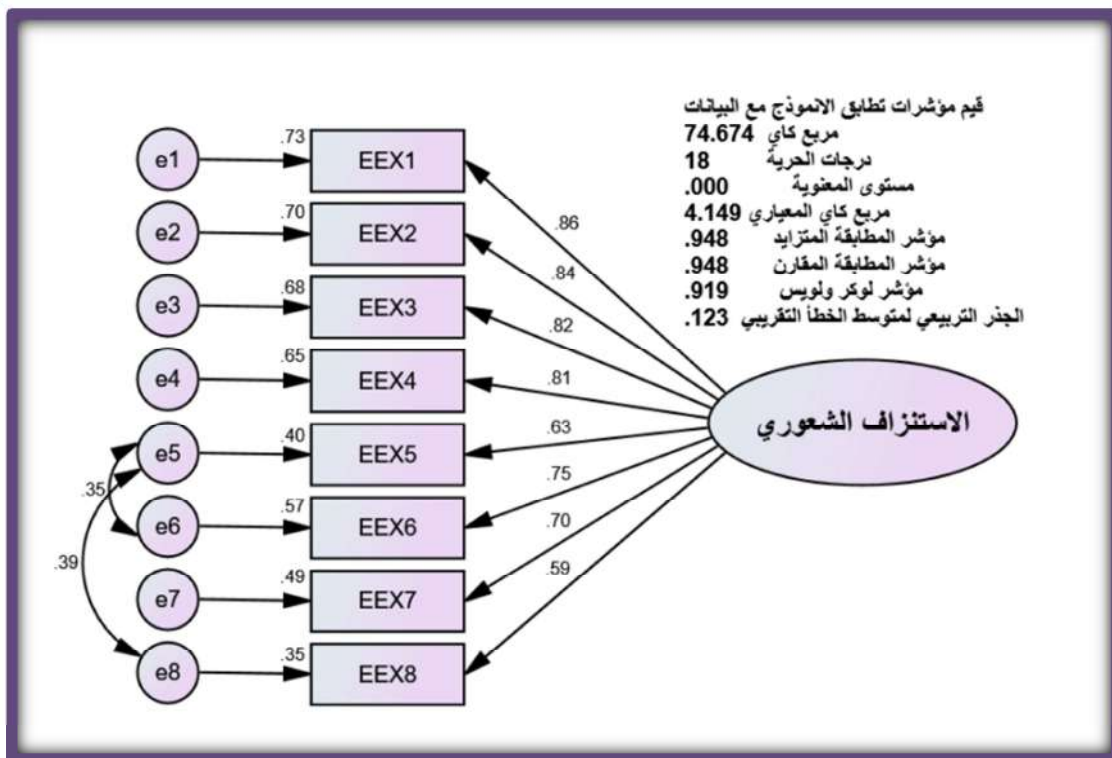 قيم مؤشرات تطابق الانموذج مع البيانات
مربع كاي 74.674
درجات الحرية 18
مستوى المعنوية .000
مربع كاي المعياري 4.149
مؤشر المطابقة المتزايد .948
مؤشر المطابقة المقارن .948
مؤشر لوكر ولويس .919
الجذر التربيعي لمتوسط الخطأ التقريبي .123
e1 .73 EEX1 .86
e2 .70 EEX2 .84
e3 .68 EEX3 .82
e4 .65 EEX4 .81
e5 .40 EEX5 .63
e6 .57 EEX6 .75
e7 .49 EEX7 .70
e8 .35 EEX8 .59
.35
.39
الاستنزاف الشعوري